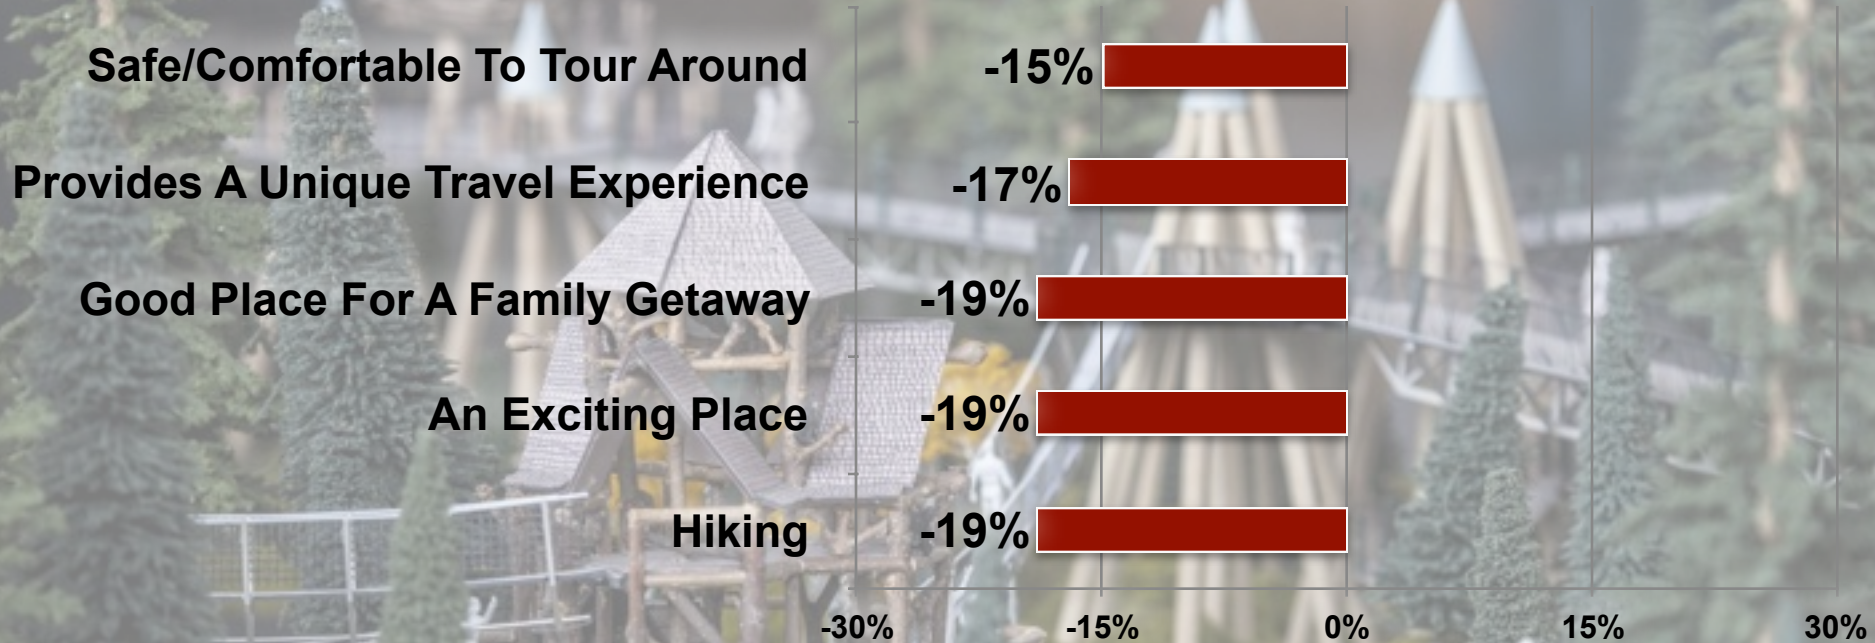 Safe/Comfortable To Tour Around -15%
Provides A Unique Travel Experience -17%
Good Place For A Family Getaway -19%
An Exciting Place -19%
Hiking -19%
-30% -15% 0% 15% 30%